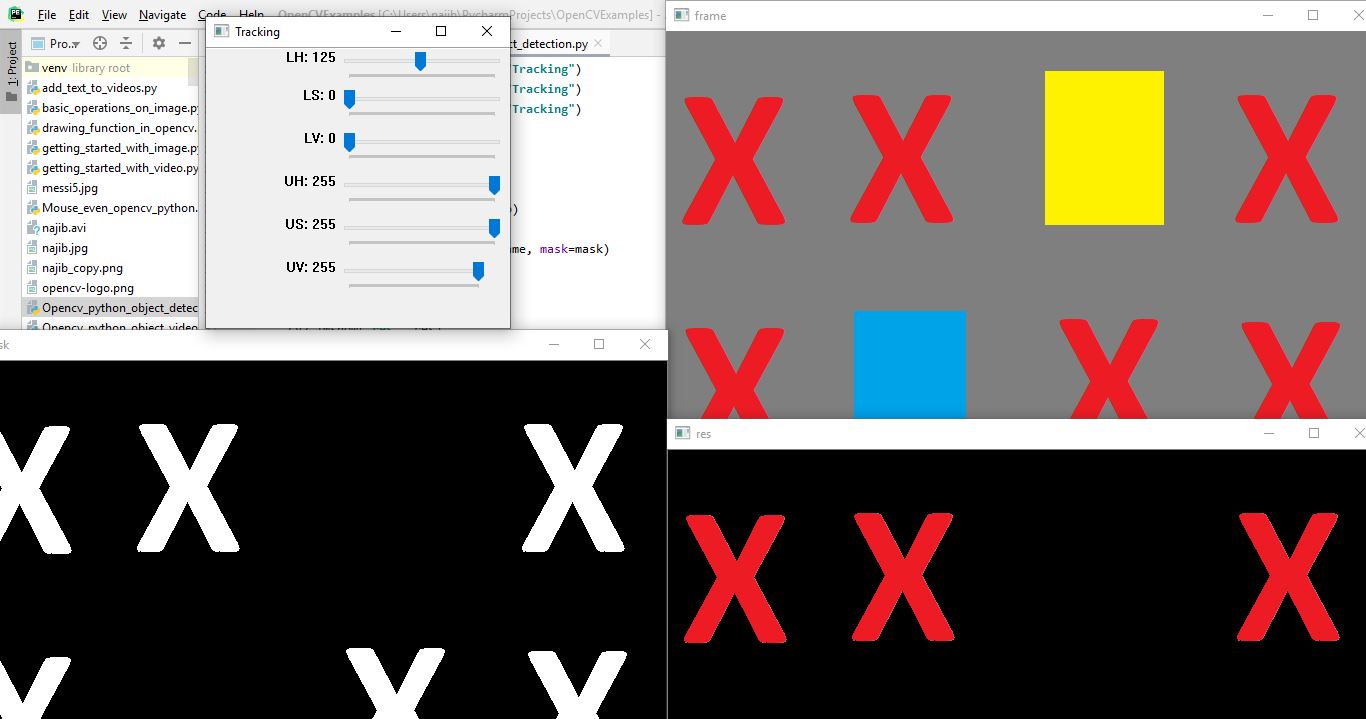 File Edit View Navigate Code Help OpenCVExamples [C:\Users\najib\PycharmProjects\OpenCVExamples] -
Pro...
1: Project
venv library root
add_text_to_videos.py
basic_operations_on_image.py
drawing_function_in_opencv.
getting_started_with_image.py
getting_started_with_video.py
messi5.jpg
Mouse_even_opencv_python.
najib.avi
najib.jpg
najib_copy.png
opencv-logo.png
Opencv_python_object_detec
Opencv_python_object_video
Tracking
LH: 125
LS: 0
LV: 0
UH: 255
US: 255
UV: 255
ct_detection.py
Tracking")
Tracking")
Tracking")
)
me, mask=mask)
frame
X X X
X X X
sk
X X X
X X X
res
X X X